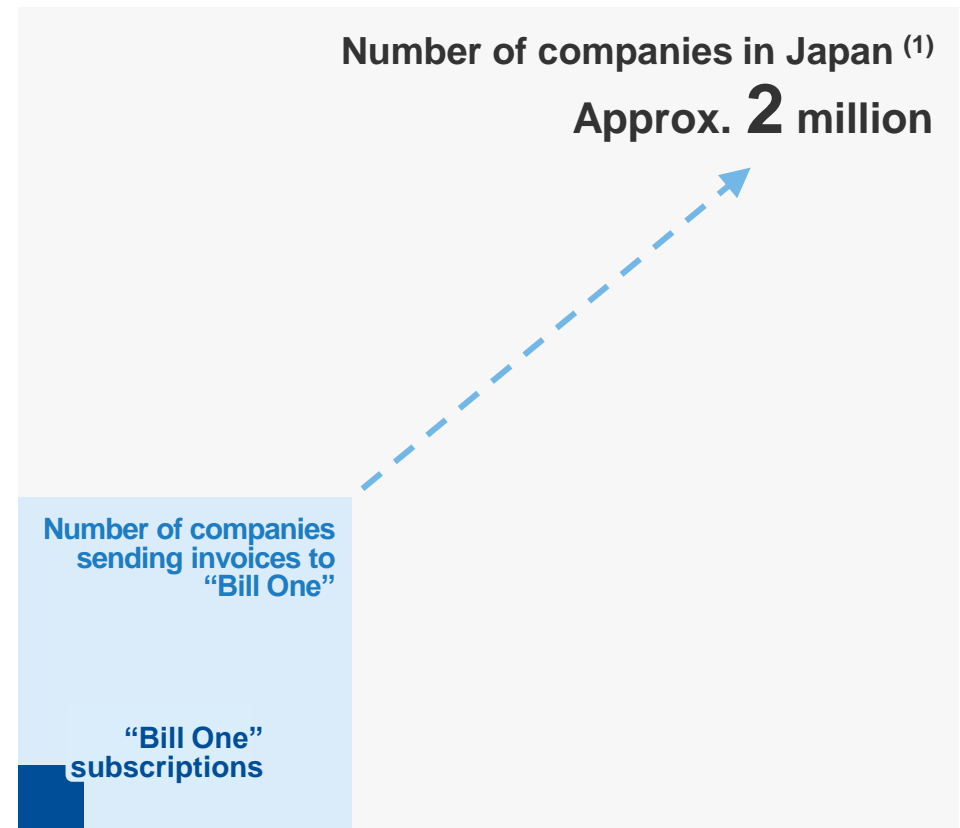 Number of companies in Japan (1)
Approx. 2 million
Number of companies
sending invoices to
“Bill One”
“Bill One”
subscriptions